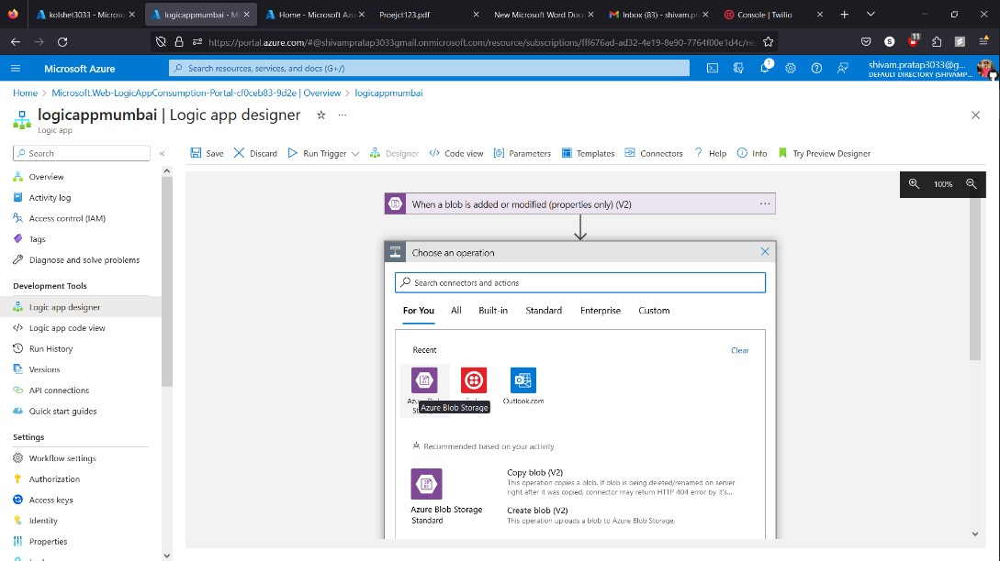 kolshet3033 - Microso
logicappmumbai - Mi
Home - Microsoft Az
Proejct123.pdf
New Microsoft Word Doc
Inbox (83) - shivam.p
Console | Twilio
https://portal.azure.com/#@shivampratap3033gmail.onmicrosoft.com/resource/subscriptions/fff676ad-ad32-4e19-8e90-7764f00e1d4c/re
11
Microsoft Azure
Search resources, services, and docs (G+/)
1
shivam.pratap3033@g...
DEFAULT DIRECTORY (SHIVAMP...
Home > Microsoft.Web-LogicAppConsumption-Portal-cf0ceb83-9d2e | Overview > logicappmumbai
logicappmumbai | Logic app designer
Logic app
Search
Save
Discard
Run Trigger
Designer
Code view
Parameters
Templates
Connectors
Help
Info
Try Preview Designer
Overview
Activity log
Access control (IAM)
Tags
Diagnose and solve problems
Development Tools
Logic app designer
Logic app code view
Run History
Versions
API connections
Quick start guides
Settings
Workflow settings
Authorization
Access keys
Identity
Properties
100%
When a blob is added or modified (properties only) (V2)
Choose an operation
Search connectors and actions
For You
All
Built-in
Standard
Enterprise
Custom
Recent
Clear
Outlook.com
Azure Blob Storage
Recommended based on your activity
Azure Blob Storage
Standard
Copy blob (V2)
This operation copies a blob. If blob is being deleted/renamed on server
right after it was copied, connector may return HTTP 404 error by it's...
Create blob (V2)
This operation uploads a blob to Azure Blob Storage.